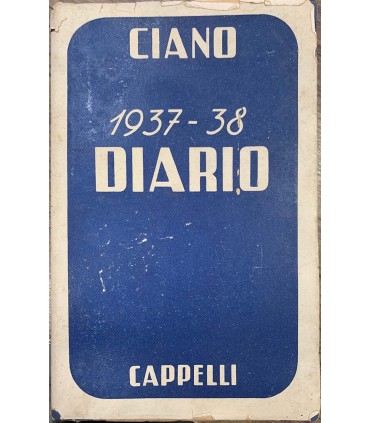 CIANO
1937-38
DIARIO
CAPPELLI